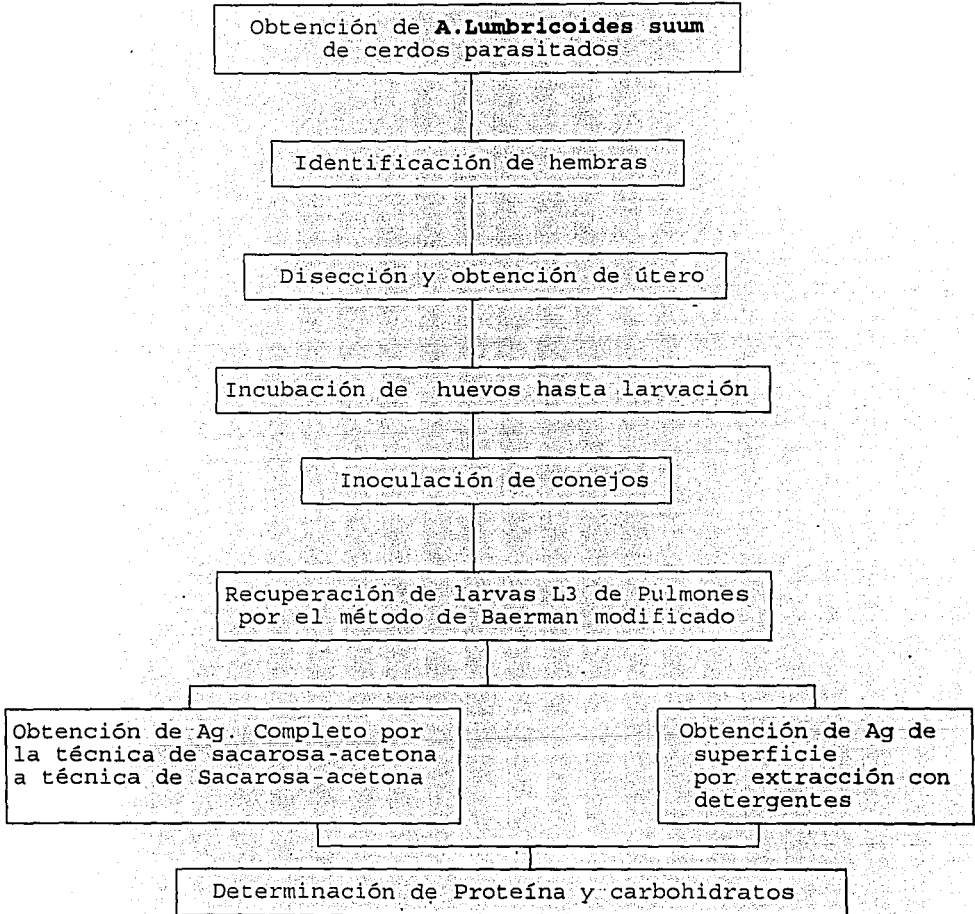 Obtención de A.Lumbricoides suum
de cerdos parasitados
Identificación de hembras
Disección y obtención de útero
Incubación de huevos hasta larvación
Inoculación de conejos
Recuperación de larvas L3 de Pulmones
por el método de Baerman modificado
Obtención de Ag. Completo por
la técnica de sacarosa-acetona
a técnica de Sacarosa-acetona
Obtención de Ag de
superficie
por extracción con
detergentes
Determinación de Proteína y carbohidratos